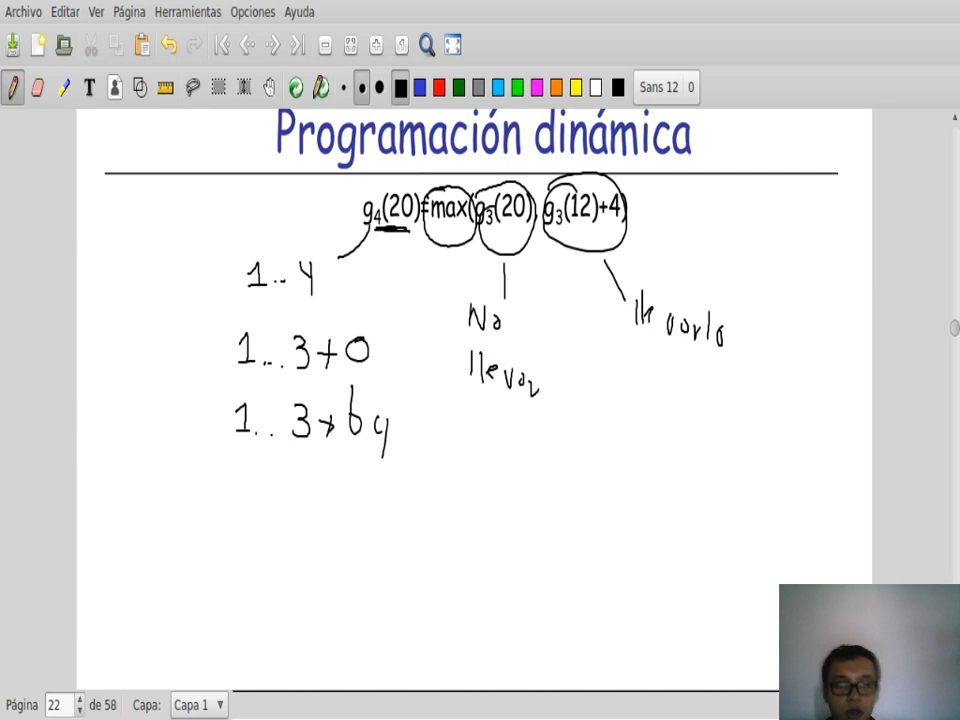 Archivo Editar Ver Página Herramientas Opciones Ayuda
T Sans 12 0
Programación dinámica
g4(20)=max(g3(20), g3(12)+4)
1.. 4
1... 3+0
1.. 3+b4
No
llevar
llevarlo
Página 22 de 58 Capa: Capa 1